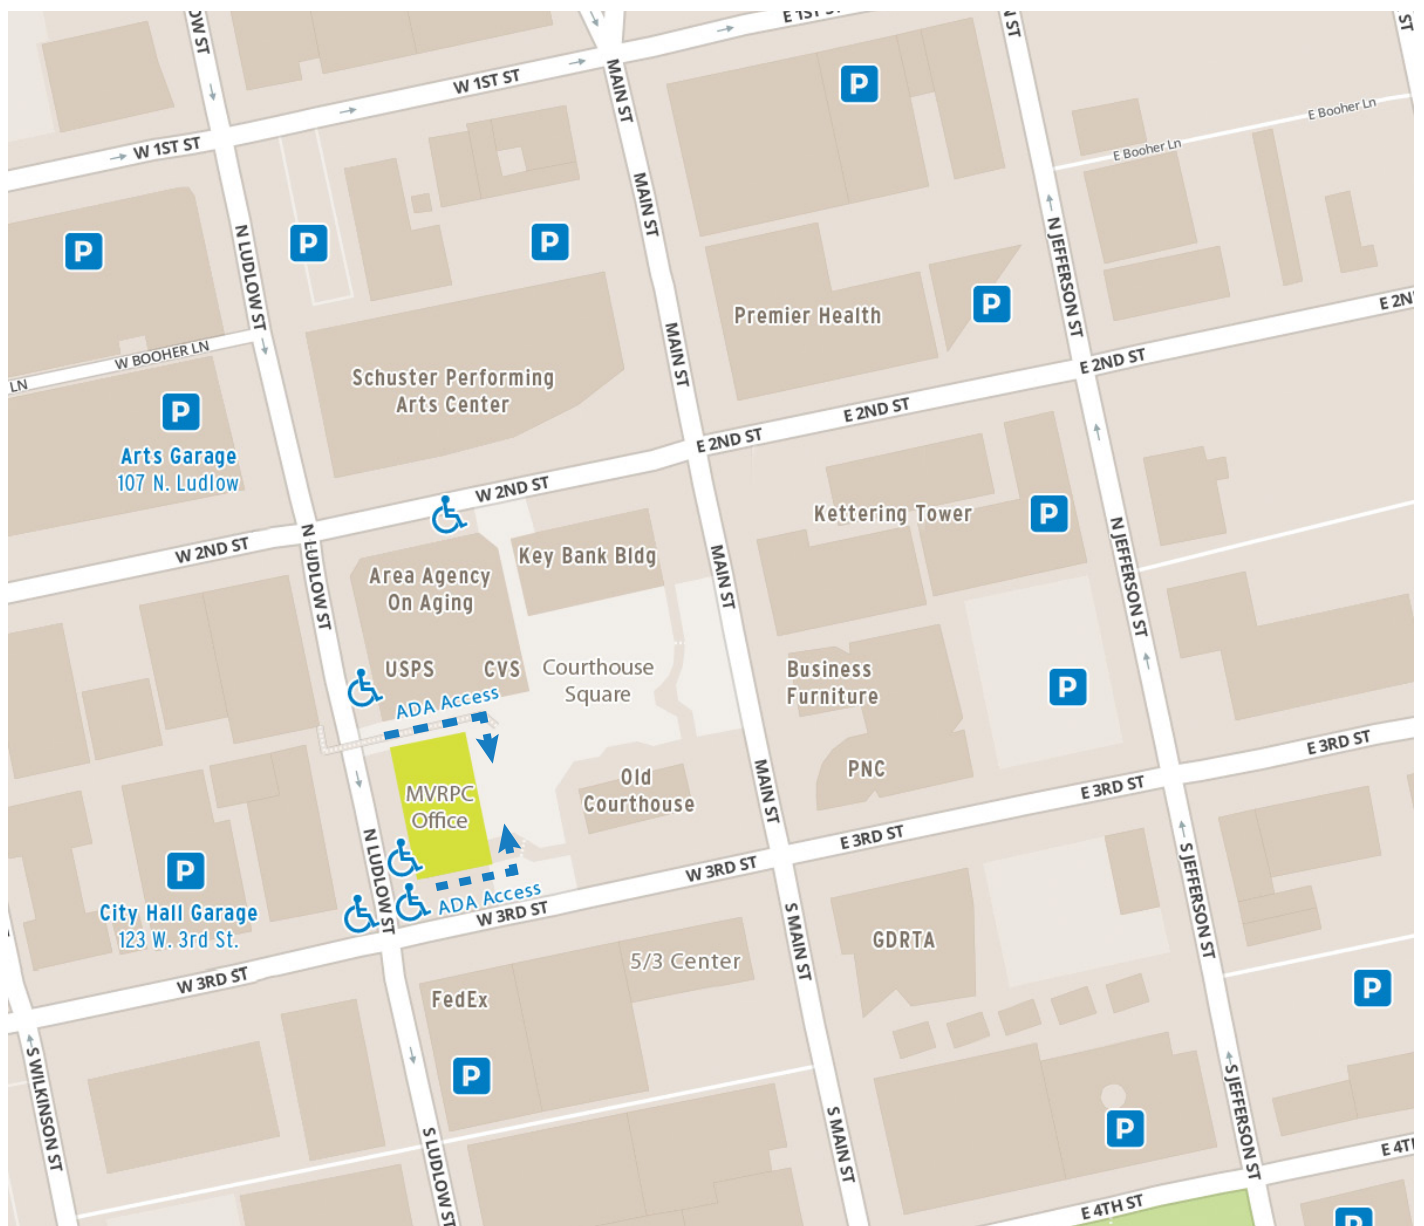 E 1ST ST
W 1ST ST
W 1ST ST
MAIN ST
P
E Booher Ln
E Booher Ln
MAIN ST
N LUDLOW ST
P
P
P
N JEFFERSON ST
P
Premier Health
E 2ND ST
MAIN ST
W BOOHER LN
LN
Schuster Performing
Arts Center
P
Arts Garage
107 N. Ludlow
E 2ND ST
E 2ND ST
W 2ND ST
W 2ND ST
N LUDLOW ST
Kettering Tower
P
N JEFFERSON ST
Key Bank Bldg
Area Agency
On Aging
MAIN ST
USPS
CVS
Courthouse
Square
Business
Furniture
P
ADA Access
MVRPC
Office
Old
Courthouse
MAIN ST
PNC
E 3RD ST
E 3RD ST
E 3RD ST
W 3RD ST
N LUDLOW ST
P
City Hall Garage
123 W. 3rd St.
ADA Access
W 3RD ST
W 3RD ST
S JEFFERSON ST
S MAIN ST
GDRTA
5/3 Center
FedEx
P
P
S WILKINSON ST
S LUDLOW ST
S MAIN ST
P
S JEFFERSON ST
E 4TH ST
P